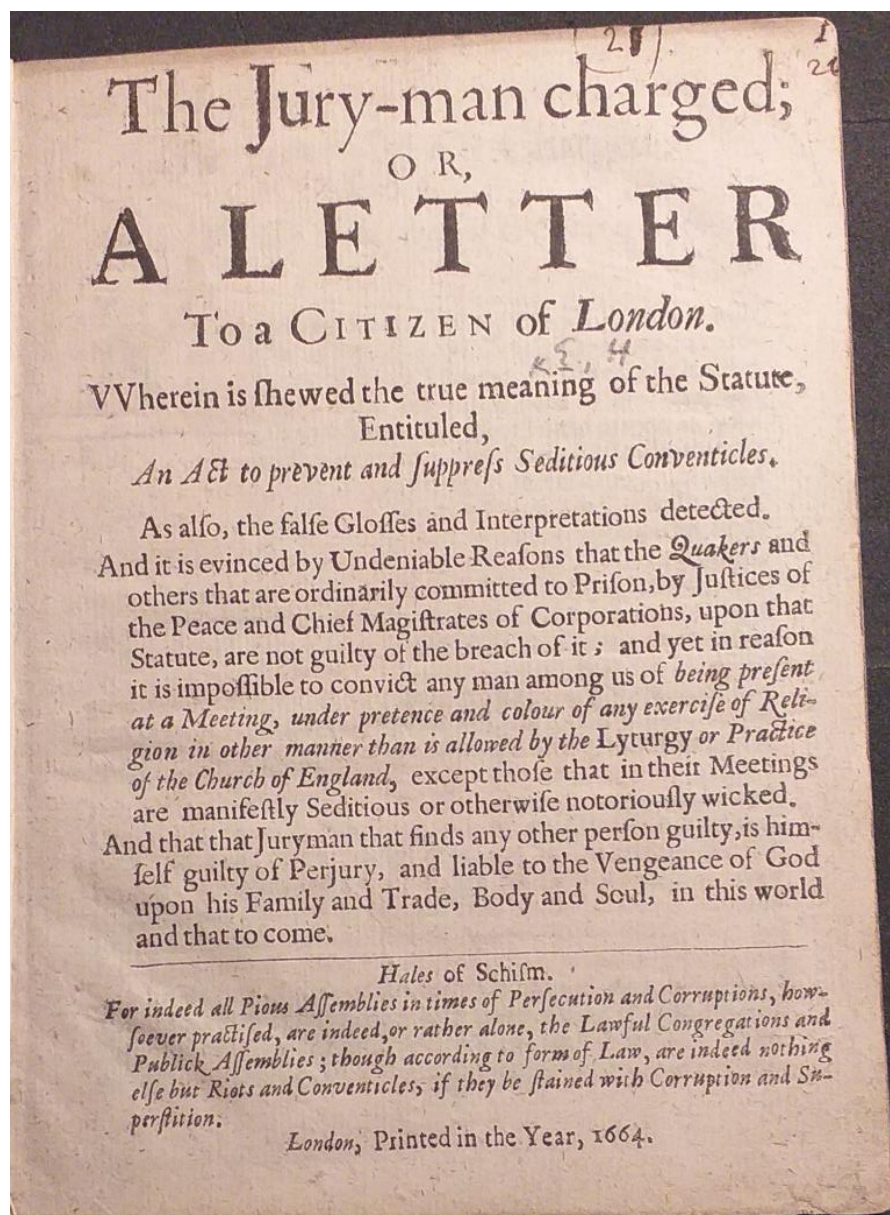 (21).
1
21
The Jury-man charged;
O R,
A LETTER
To a CITIZEN of London.
VVherein is ſhewed the true meaning of the Statute,
Entituled,
An Act to prevent and ſuppreſs Seditious Conventicles.
As alſo, the falſe Gloſſes and Interpretations detected.
And it is evinced by Undeniable Reaſons that the Quakers and
others that are ordinarily committed to Priſon, by Juſtices of
the Peace and Chief Magiſtrates of Corporations, upon that
Statute, are not guilty of the breach of it ; and yet in reaſon
it is impoſſible to convict any man among us of being preſent
at a Meeting, under pretence and colour of any exerciſe of Reli-
gion in other manner than is allowed by the Lyturgy or Practice
of the Church of England, except thoſe that in their Meetings
are manifeſtly Seditious or otherwiſe notoriouſly wicked.
And that that Juryman that finds any other perſon guilty, is him-
ſelf guilty of Perjury, and liable to the Vengeance of God
upon his Family and Trade, Body and Soul, in this world
and that to come.
Hales of Schiſm.
For indeed all Pious Aſſemblies in times of Perſecution and Corruptions, how-
ſoever practiſed, are indeed, or rather alone, the Lawful Congregations and
Publick Aſſemblies ; though according to form of Law, are indeed nothing
elſe but Riots and Conventicles, if they be ſtained with Corruption and Su-
perſtition.
London, Printed in the Year, 1664.